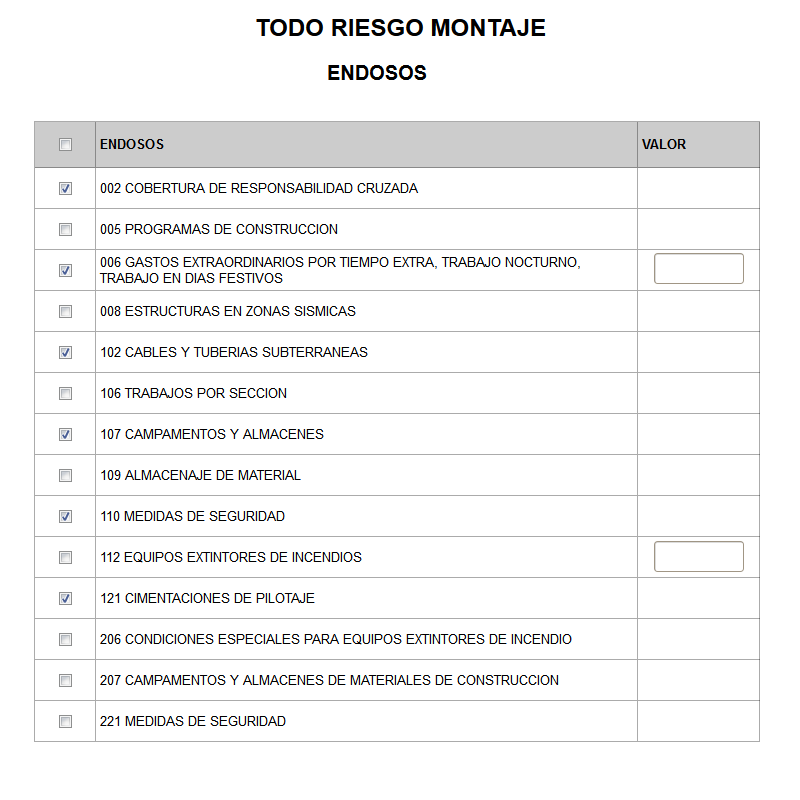 TODO RIESGO MONTAJE
ENDOSOS
ENDOSOS VALOR
002 COBERTURA DE RESPONSABILIDAD CRUZADA
005 PROGRAMAS DE CONSTRUCCION
006 GASTOS EXTRAORDINARIOS POR TIEMPO EXTRA, TRABAJO NOCTURNO,
TRABAJO EN DIAS FESTIVOS
008 ESTRUCTURAS EN ZONAS SISMICAS
102 CABLES Y TUBERIAS SUBTERRANEAS
106 TRABAJOS POR SECCION
107 CAMPAMENTOS Y ALMACENES
109 ALMACENAJE DE MATERIAL
110 MEDIDAS DE SEGURIDAD
112 EQUIPOS EXTINTORES DE INCENDIOS
121 CIMENTACIONES DE PILOTAJE
206 CONDICIONES ESPECIALES PARA EQUIPOS EXTINTORES DE INCENDIO
207 CAMPAMENTOS Y ALMACENES DE MATERIALES DE CONSTRUCCION
221 MEDIDAS DE SEGURIDAD